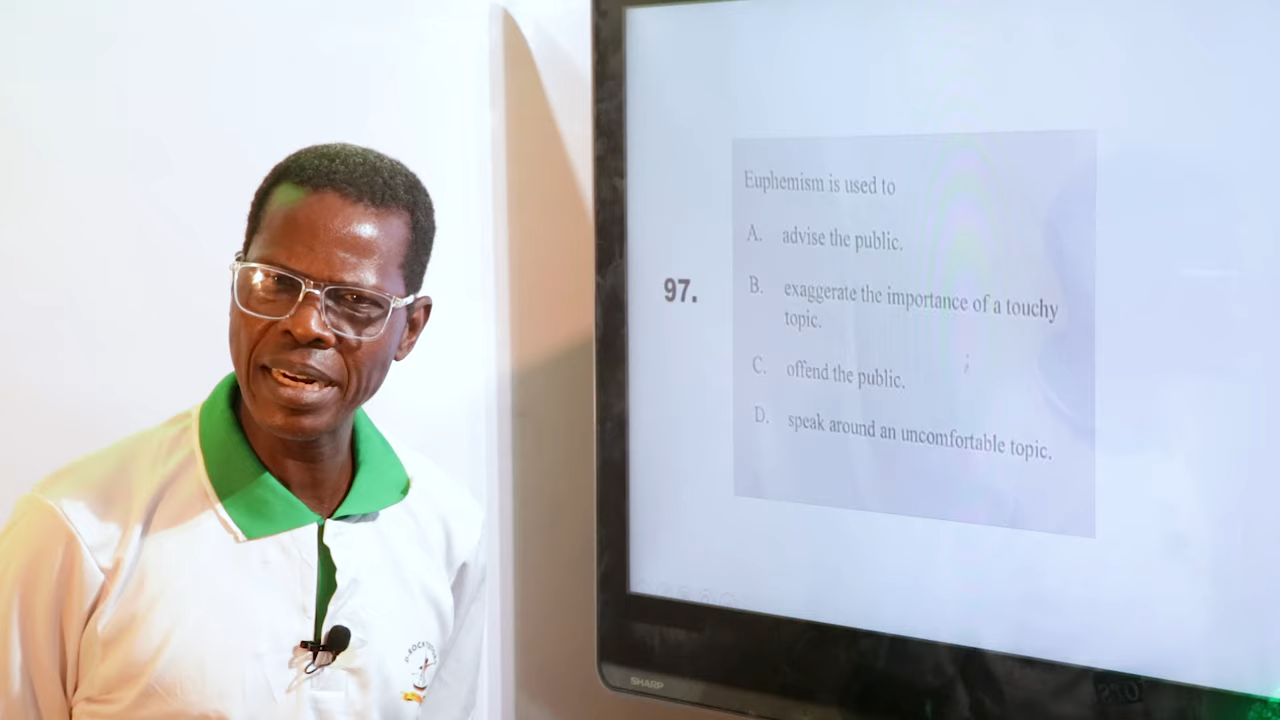 97.
Euphemism is used to
A. advise the public.
B. exaggerate the importance of a touchy
topic.
C. offend the public.
D. speak around an uncomfortable topic.
SHARP